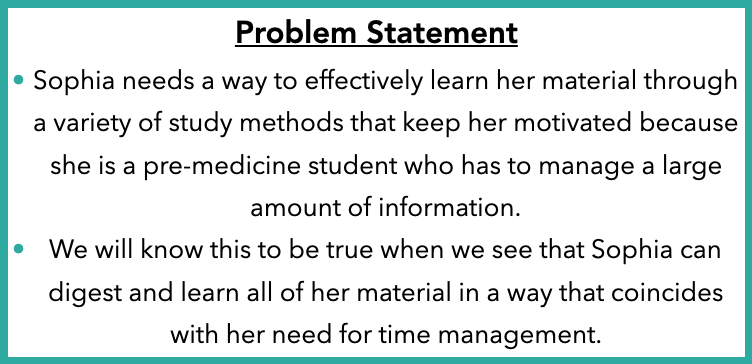 Problem Statement
• Sophia needs a way to effectively learn her material through
a variety of study methods that keep her motivated because
she is a pre-medicine student who has to manage a large
amount of information.
• We will know this to be true when we see that Sophia can
digest and learn all of her material in a way that coincides
with her need for time management.